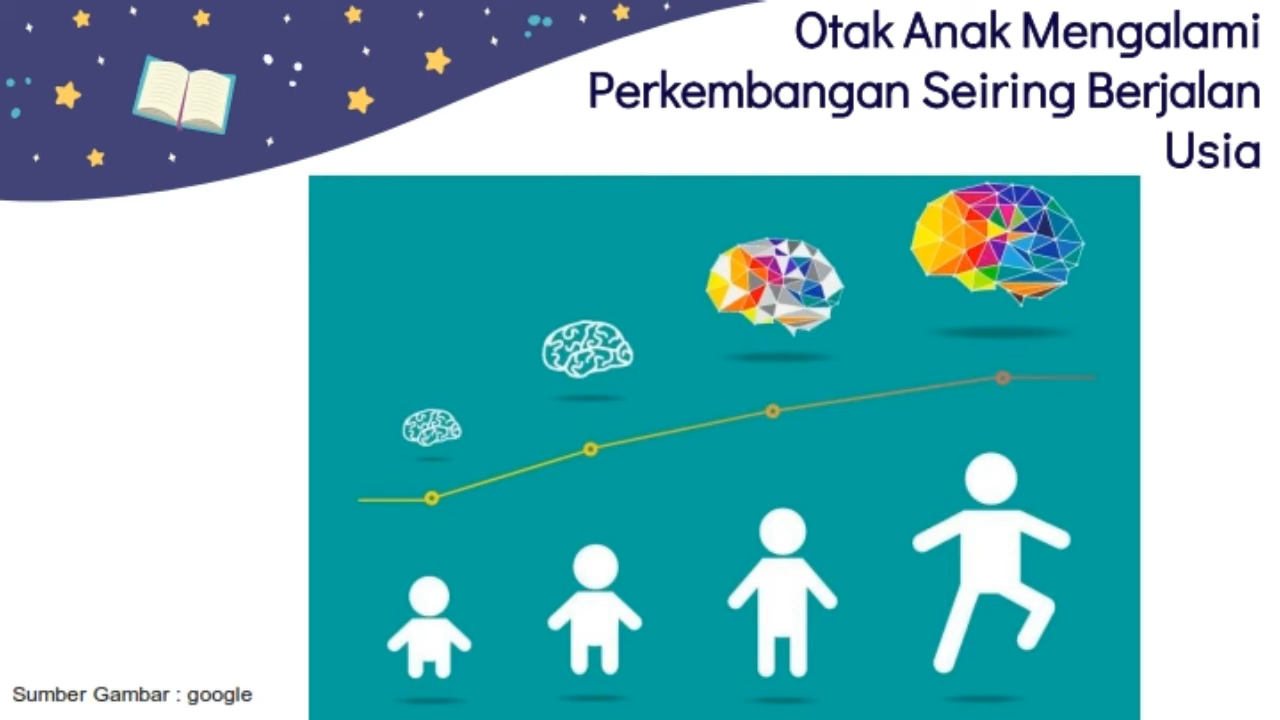 Otak Anak Mengalami
Perkembangan Seiring Berjalan
Usia
Sumber Gambar : google